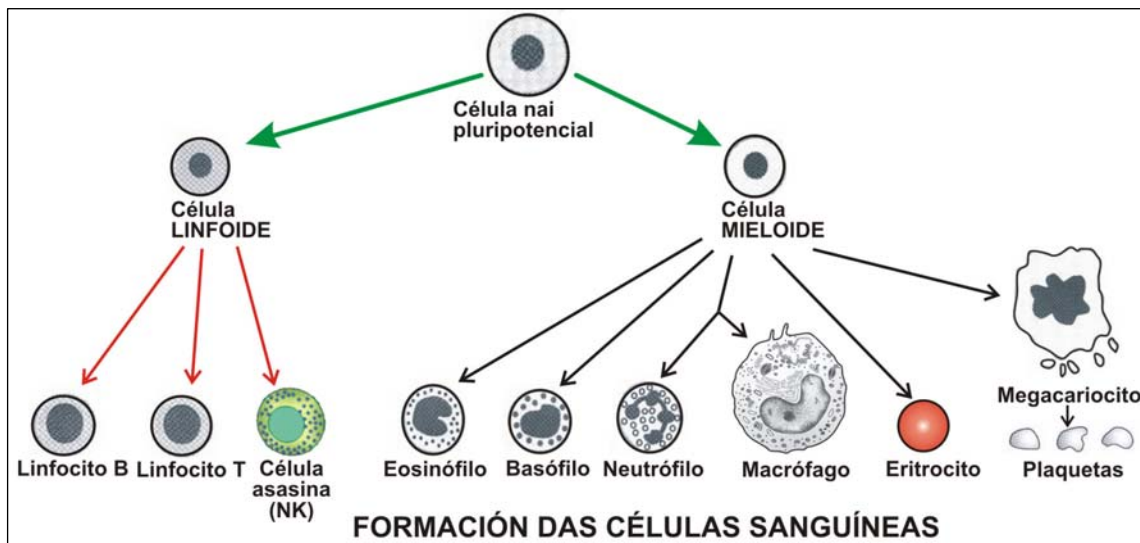 Célula nai
pluripotencial
Célula
LINFOIDE
Célula
MIELOIDE
Linfocito B
Linfocito T
Célula
asasina
(NK)
Eosinófilo
Basófilo
Neutrófilo
Macrófago
Eritrocito
Megacariocito
Plaquetas
FORMACIÓN DAS CÉLULAS SANGUÍNEAS